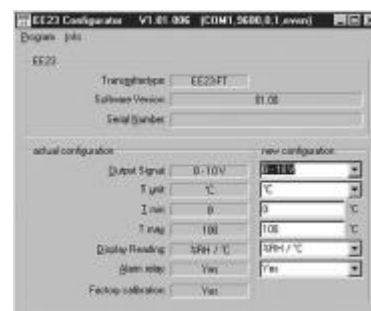 EE23 Configurator V1.01.006 (COM1,9600,8,1,even)
Program Info
EE23
Transmittertype EE23-FT
Software Version 01.00
Serial Number
actual configuration new configuration
Output Signal 0-10V 0-10V
T unit °C °C
T min 0 0 °C
T max 100 100 °C
Display Reading %RH / °C %RH / °C
Alarm relay Yes Yes
Factory calibration Yes